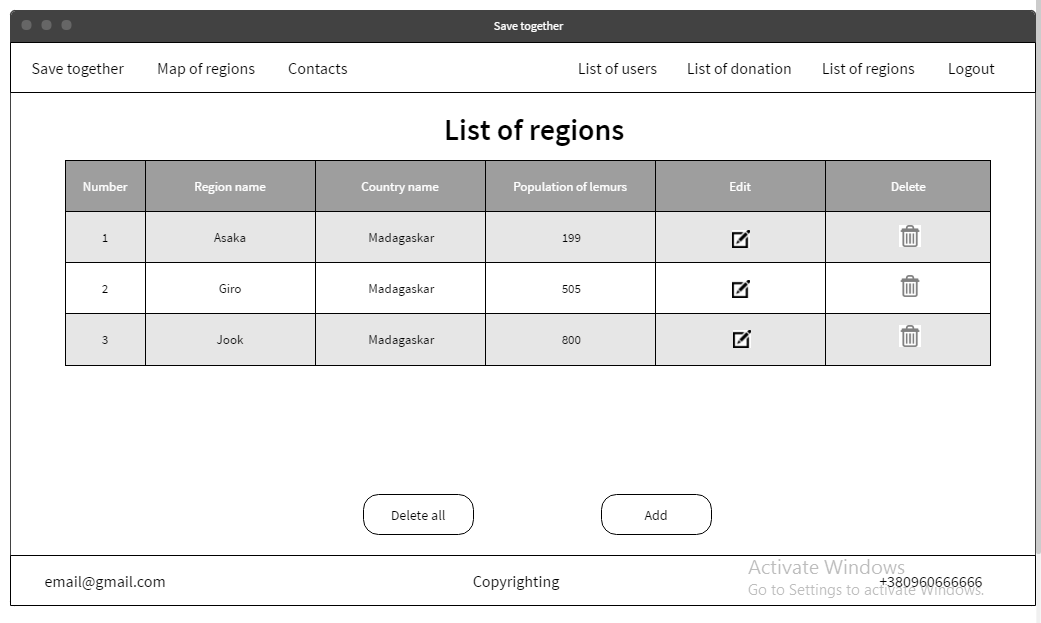 Save together
Save together Map of regions Contacts List of users List of donation List of regions Logout
List of regions
Number Region name Country name Population of lemurs Edit Delete
1 Asaka Madagaskar 199
2 Giro Madagaskar 505
3 Jook Madagaskar 800
Delete all Add
Activate Windows
email@gmail.com Copyrighting +380960666666
Go to Settings to activate Windows.